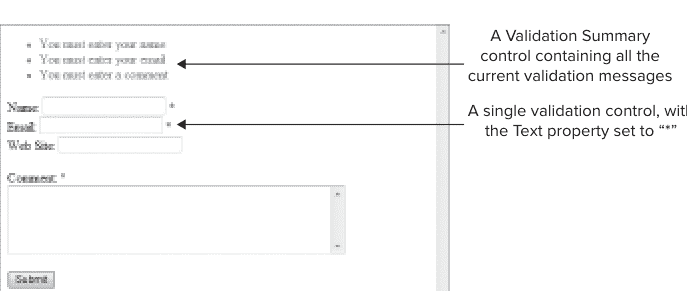 You must enter your name
You must enter your email
You must enter a comment
A Validation Summary
control containing all the
current validation messages
Name: *
Email: *
Web Site:
A single validation control, with
the Text property set to “*”
Comment: *
Submit